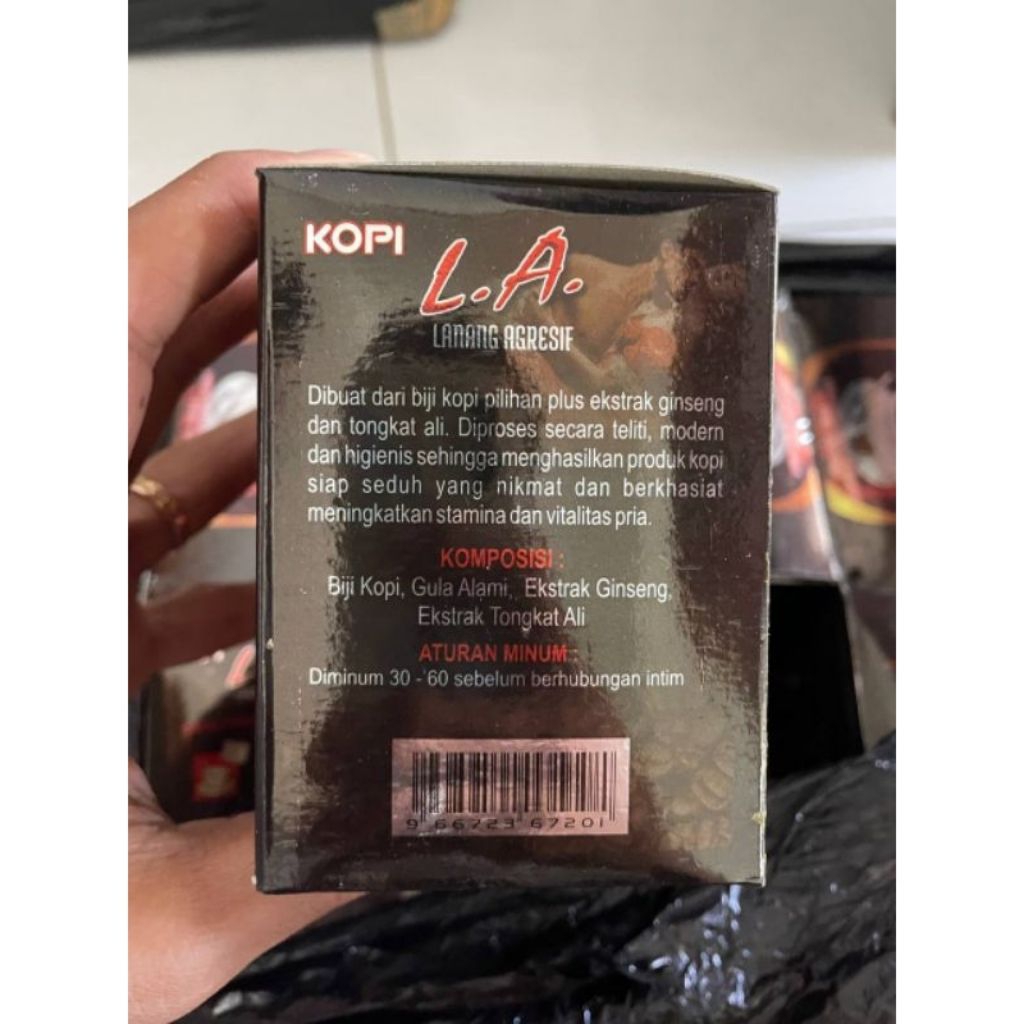 KOPI
L.A.
LANANG AGRESIF
Dibuat dari biji kopi pilihan plus ekstrak ginseng
dan tongkat ali. Diproses secara teliti, modern
dan higienis sehingga menghasilkan produk kopi
siap seduh yang nikmat dan berkhasiat
meningkatkan stamina dan vitalitas pria.
KOMPOSISI :
Biji Kopi, Gula Alami, Ekstrak Ginseng,
Ekstrak Tongkat Ali
ATURAN MINUM :
Diminum 30 - 60 sebelum berhubungan intim
9 66723 67201